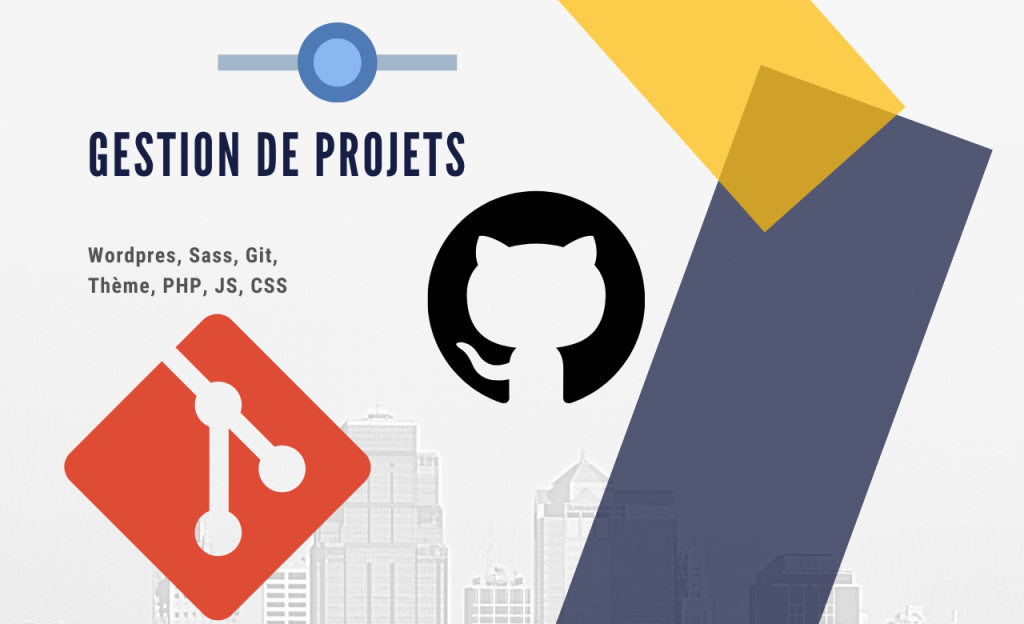 GESTION DE PROJETS
Wordpres, Sass, Git,
Thème, PHP, JS, CSS